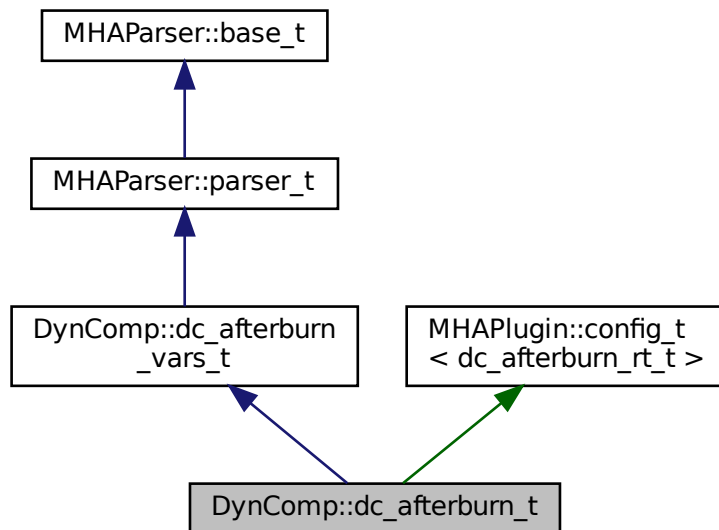 MHAParser::base_t
MHAParser::parser_t
DynComp::dc_afterburn
_vars_t
MHAPlugin::config_t
< dc_afterburn_rt_t >
DynComp::dc_afterburn_t